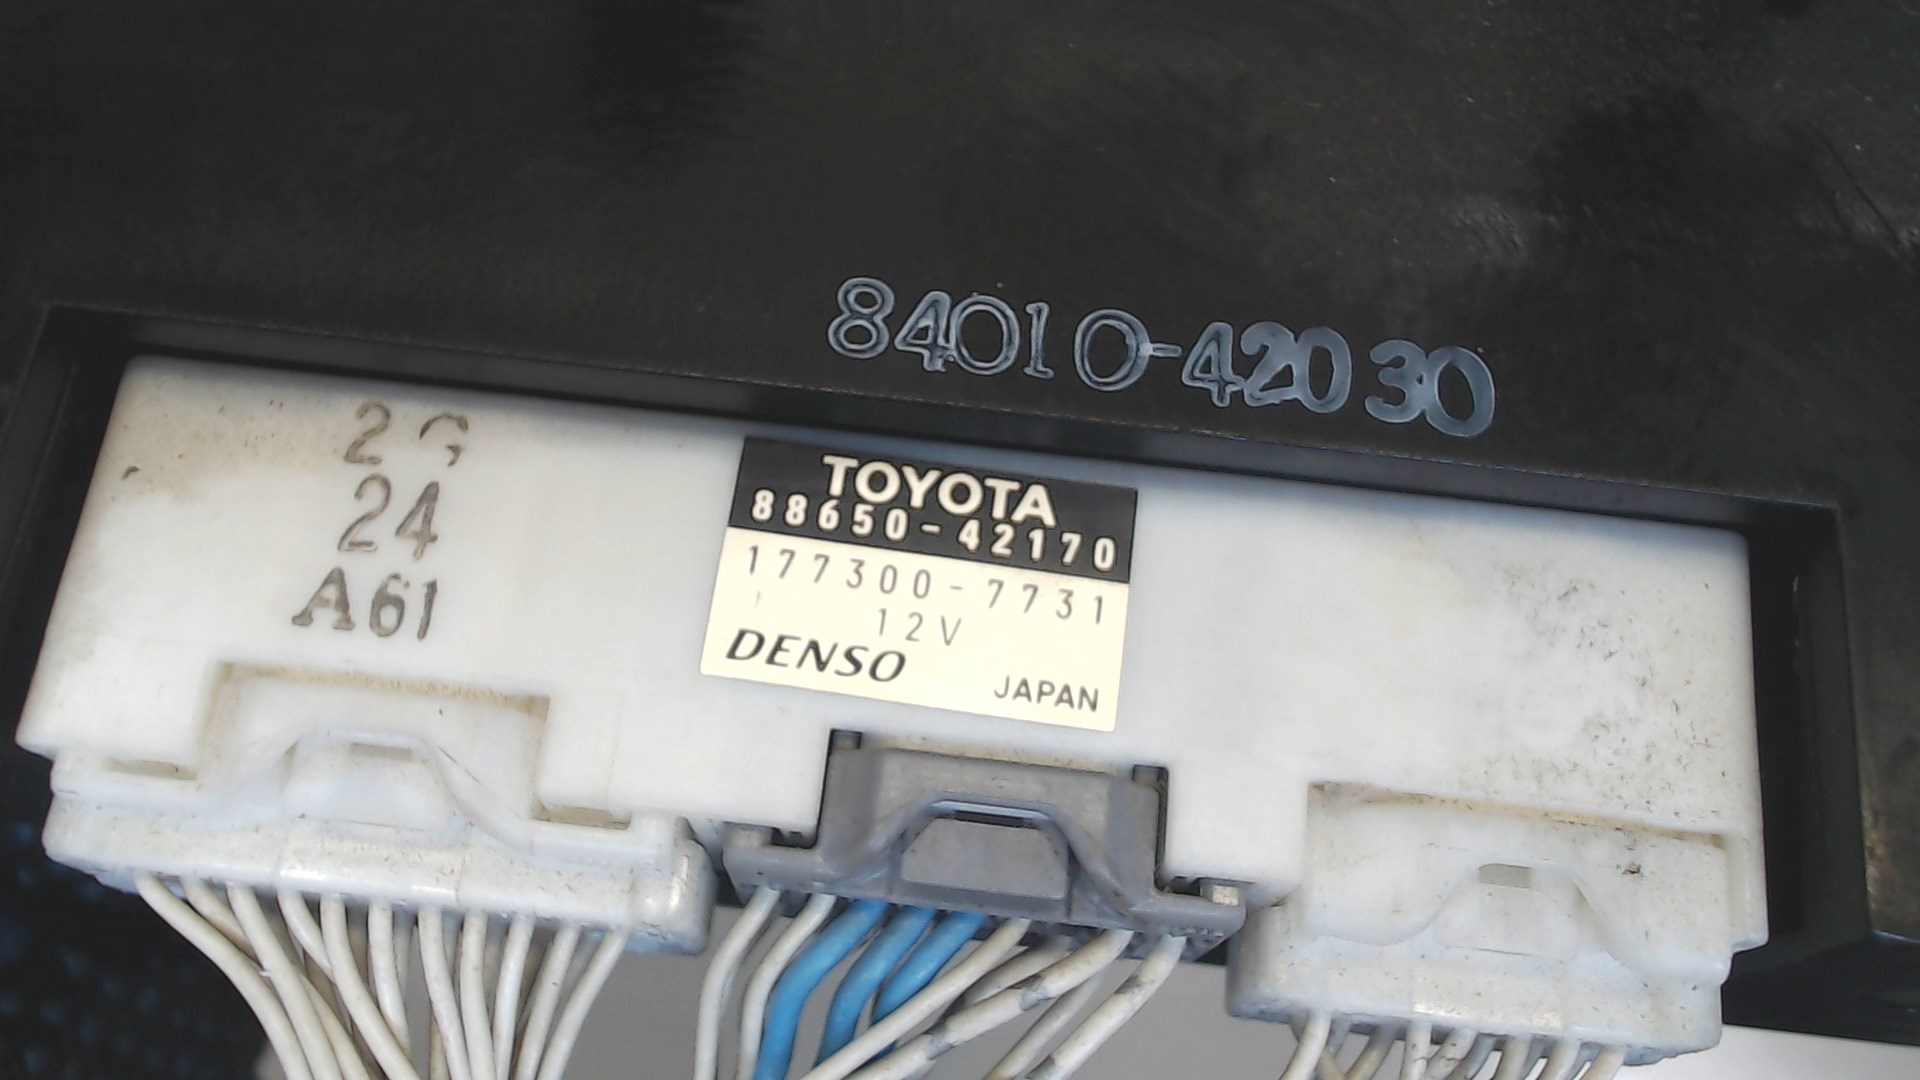 84010-42030
2G
24
A61
TOYOTA
88650-42170
177300-7731
12V
DENSO
JAPAN